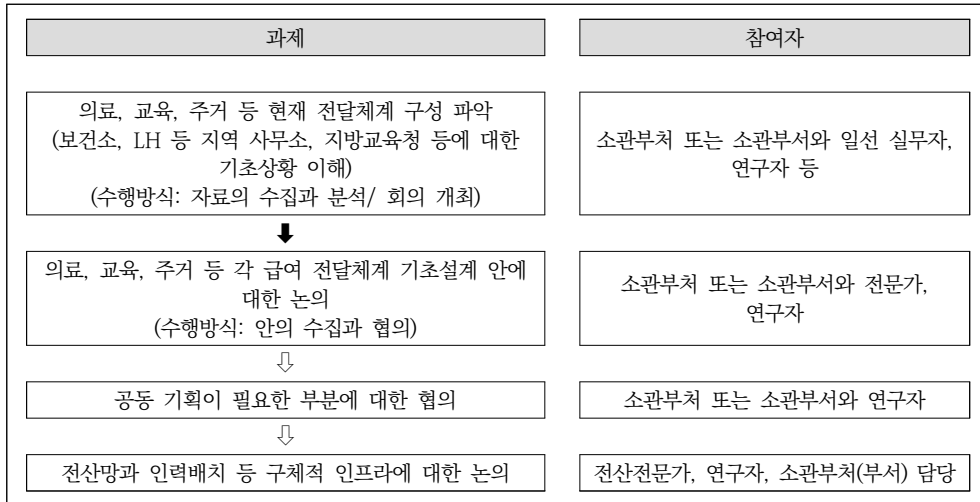 과제
참여자
의료, 교육, 주거 등 현재 전달체계 구성 파악
(보건소, LH 등 지역 사무소, 지방교육청 등에 대한
기초상황 이해)
(수행방식: 자료의 수집과 분석/ 회의 개최)
소관부처 또는 소관부서와 일선 실무자,
연구자 등
의료, 교육, 주거 등 각 급여 전달체계 기초설계 안에
대한 논의
(수행방식: 안의 수집과 협의)
소관부처 또는 소관부서와 전문가,
연구자
공동 기획이 필요한 부분에 대한 협의
소관부처 또는 소관부서와 연구자
전산망과 인력배치 등 구체적 인프라에 대한 논의
전산전문가, 연구자, 소관부처(부서) 담당